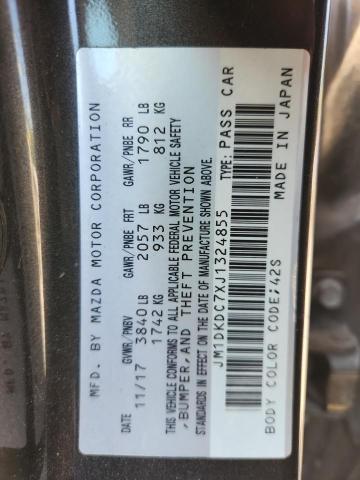 MFD. BY MAZDA MOTOR CORPORATION
DATE GVWR/PNBV GAWR/PNBE FRT GAWR/PNBE RR
11/17 3840 LB 2057 LB 1790 LB
1742 KG 933 KG 812 KG
THIS VEHICLE CONFORMS TO ALL APPLICABLE FEDERAL MOTOR VEHICLE SAFETY
,BUMPER, AND THEFT PREVENTION
STANDARDS IN EFFECT ON THE DATE OF MANUFACTURE SHOWN ABOVE.
JM1DKDC7XJ1324855 TYPE: PASS CAR
BODY COLOR CODE:42S MADE IN JAPAN